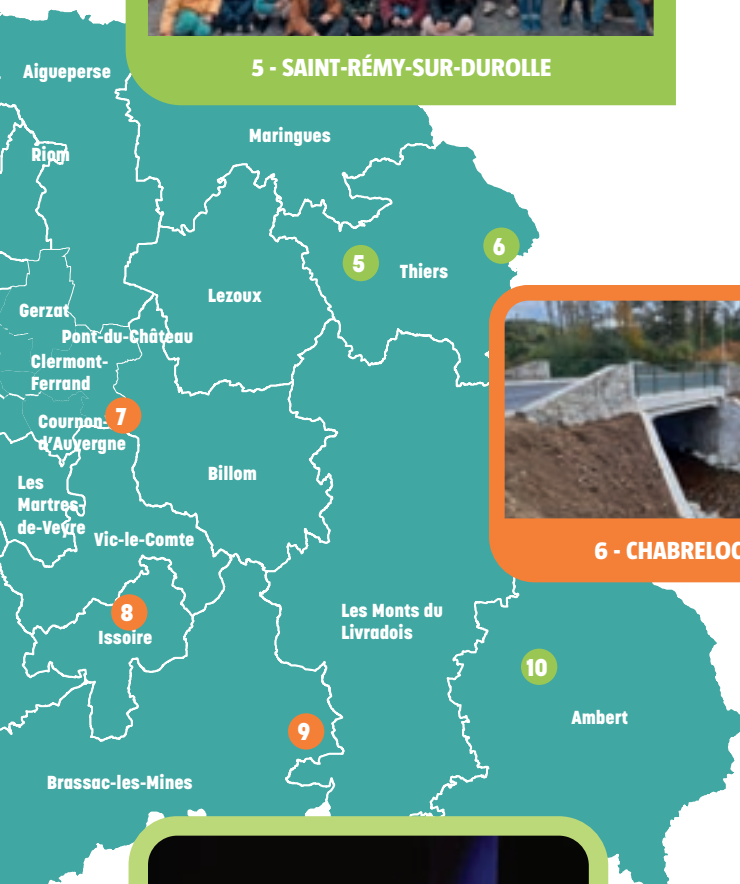 5 - SAINT-RÉMY-SUR-DUROLLE
Aigueperse
Maringues
Riom
6
5
Thiers
Lezoux
Gerzat
Pont-du-Château
Clermont-
Ferrand
7
Cournon-
d'Auvergne
Billom
Les
Martres-
de-Veyre
Vic-le-Comte
6 - CHABRELOC
8
Issoire
Les Monts du
Livradois
10
Ambert
9
Brassac-les-Mines